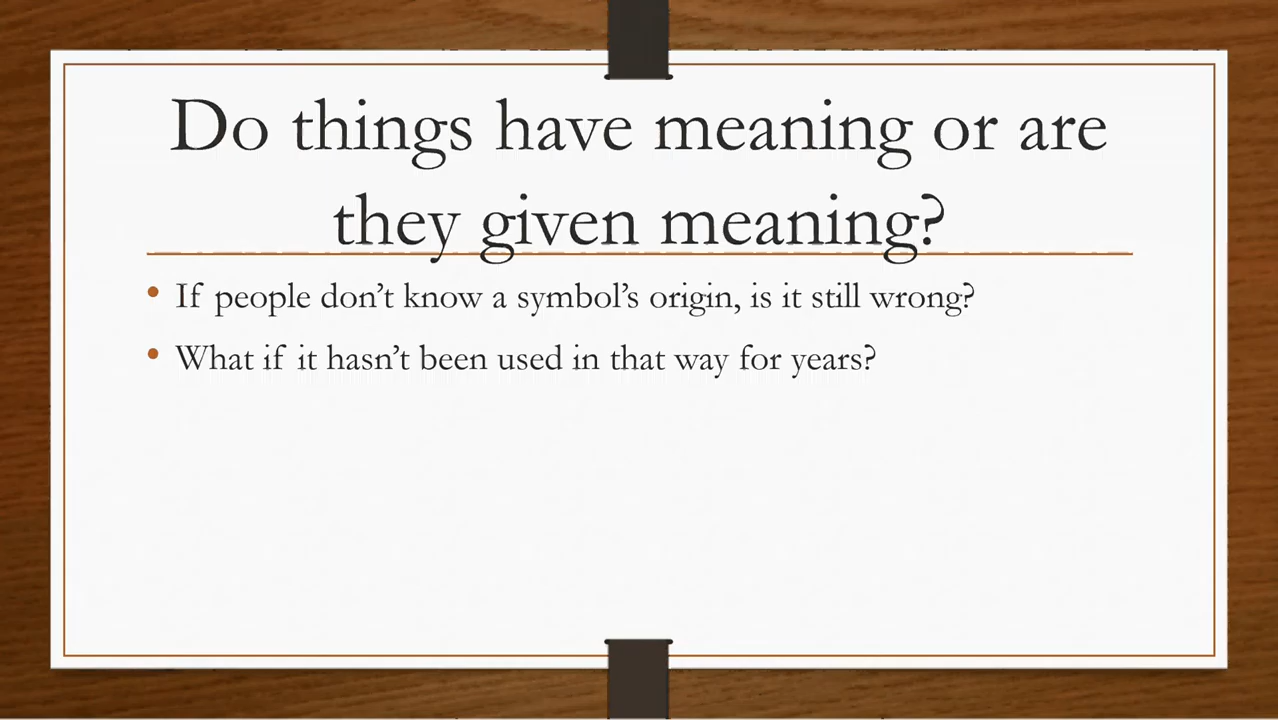 Do things have meaning or are
they given meaning?
• If people don’t know a symbol’s origin, is it still wrong?
• What if it hasn’t been used in that way for years?